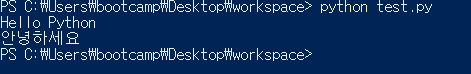 PS C:₩Users₩bootcamp₩Desktop₩workspace> python test.py
Hello Python
안녕하세요
PS C:₩Users₩bootcamp₩Desktop₩workspace>